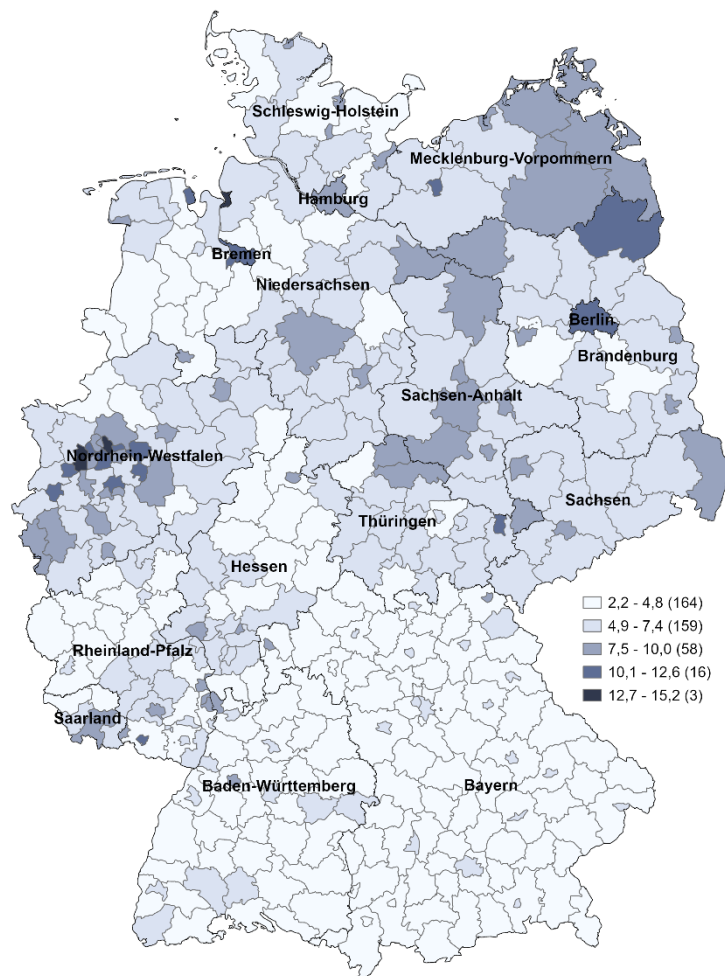 Schleswig-Holstein
Mecklenburg-Vorpommern
Hamburg
Bremen
Niedersachsen
Berlin
Brandenburg
Sachsen-Anhalt
Nordrhein-Westfalen
Sachsen
Thüringen
Hessen
2,2 - 4,8 (164)
4,9 - 7,4 (159)
7,5 - 10,0 (58)
10,1 - 12,6 (16)
12,7 - 15,2 (3)
Rheinland-Pfalz
Saarland
Baden-Württemberg
Bayern